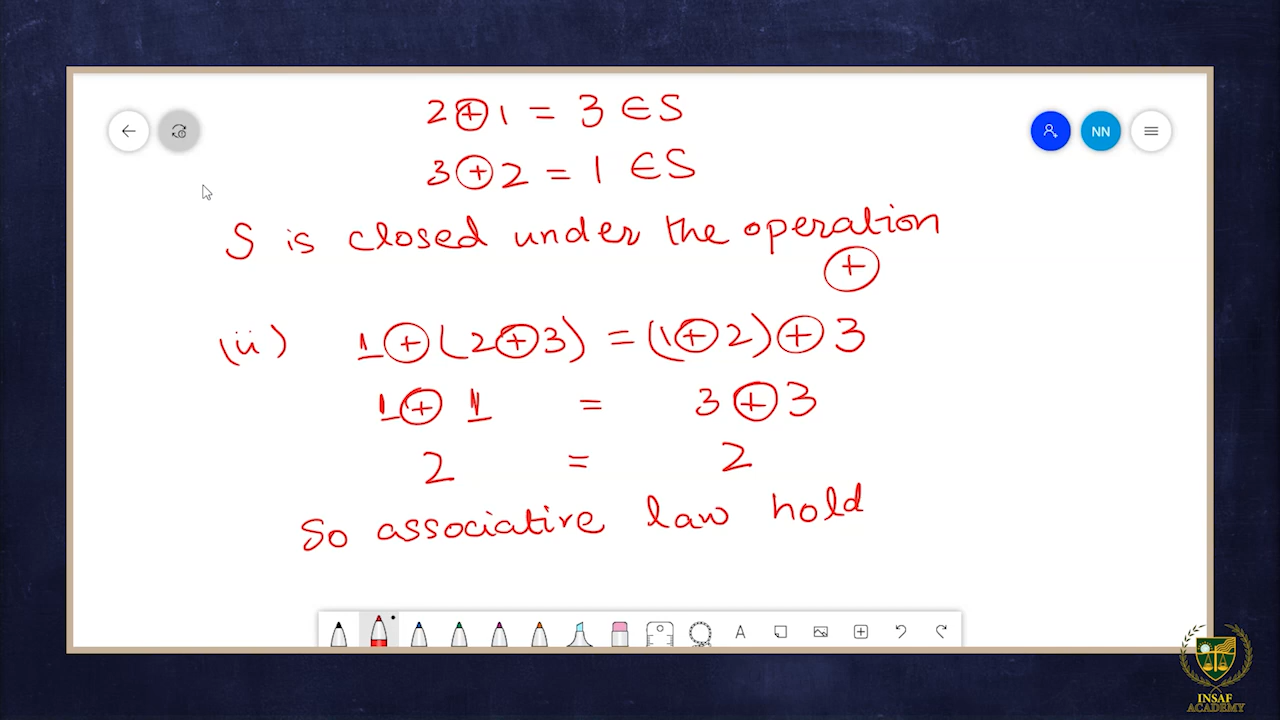 2⊕1 = 3 ∈ S
3⊕2 = 1 ∈ S
NN
S is closed under the operation
⊕
(ii) 1⊕(2⊕3) = (1⊕2)⊕3
1⊕1 = 3⊕3
2 = 2
So associative law hold
A
INSAF
ACADEMY